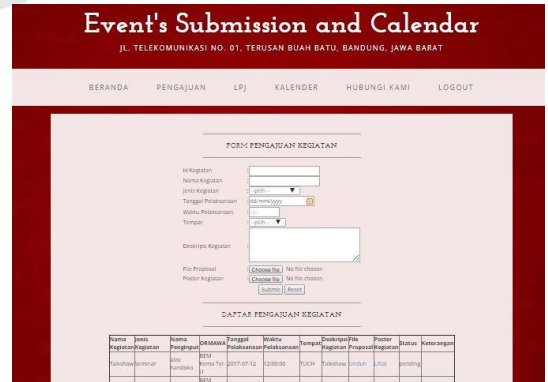 Event's Submission and Calendar
JL. TELEKOMUNIKASI NO. 01, TERUSAN BUAH BATU, BANDUNG, JAWA BARAT
BERANDA PENGAJUAN LPJ KALENDER HUBUNGI KAMI LOGOUT
FORM PENGAJUAN KEGIATAN
Id Kegiatan :
Nama Kegiatan :
Jenis Kegiatan : --pilih--
Tanggal Pelaksanaan : dd/mm/yyyy
Waktu Pelaksanaan : --:--
Tempat : --pilih--
Deskripsi Kegiatan :
File Proposal : Choose file No file chosen
Poster Kegiatan : Choose file No file chosen
Submit Reset
DAFTAR PENGAJUAN KEGIATAN
Nama Kegiatan Jenis Kegiatan Nama Penginput ORMAWA Tanggal Pelaksanaan Waktu Pelaksanaan Tempat Deskripsi Kegiatan File Proposal Poster Kegiatan Status Keterangan
Talkshow Seminar alex handoko BEM Kema Tel-U 2017-07-12 12:00:00 TUCH Talkshow Unduh Lihat pending
BEM